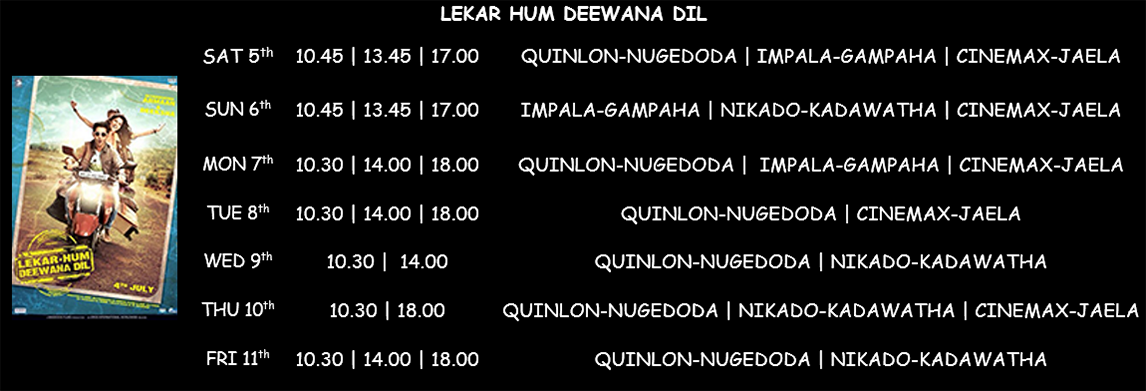 LEKAR HUM DEEWANA DIL
SAT 5th 10.45 | 13.45 | 17.00 QUINLON-NUGEDODA | IMPALA-GAMPAHA | CINEMAX-JAELA
SUN 6th 10.45 | 13.45 | 17.00 IMPALA-GAMPAHA | NIKADO-KADAWATHA | CINEMAX-JAELA
MON 7th 10.30 | 14.00 | 18.00 QUINLON-NUGEDODA | IMPALA-GAMPAHA | CINEMAX-JAELA
TUE 8th 10.30 | 14.00 | 18.00 QUINLON-NUGEDODA | CINEMAX-JAELA
WED 9th 10.30 | 14.00 QUINLON-NUGEDODA | NIKADO-KADAWATHA
THU 10th 10.30 | 18.00 QUINLON-NUGEDODA | NIKADO-KADAWATHA | CINEMAX-JAELA
FRI 11th 10.30 | 14.00 | 18.00 QUINLON-NUGEDODA | NIKADO-KADAWATHA
LEKAR HUM
DEEWANA DIL
4TH JULY